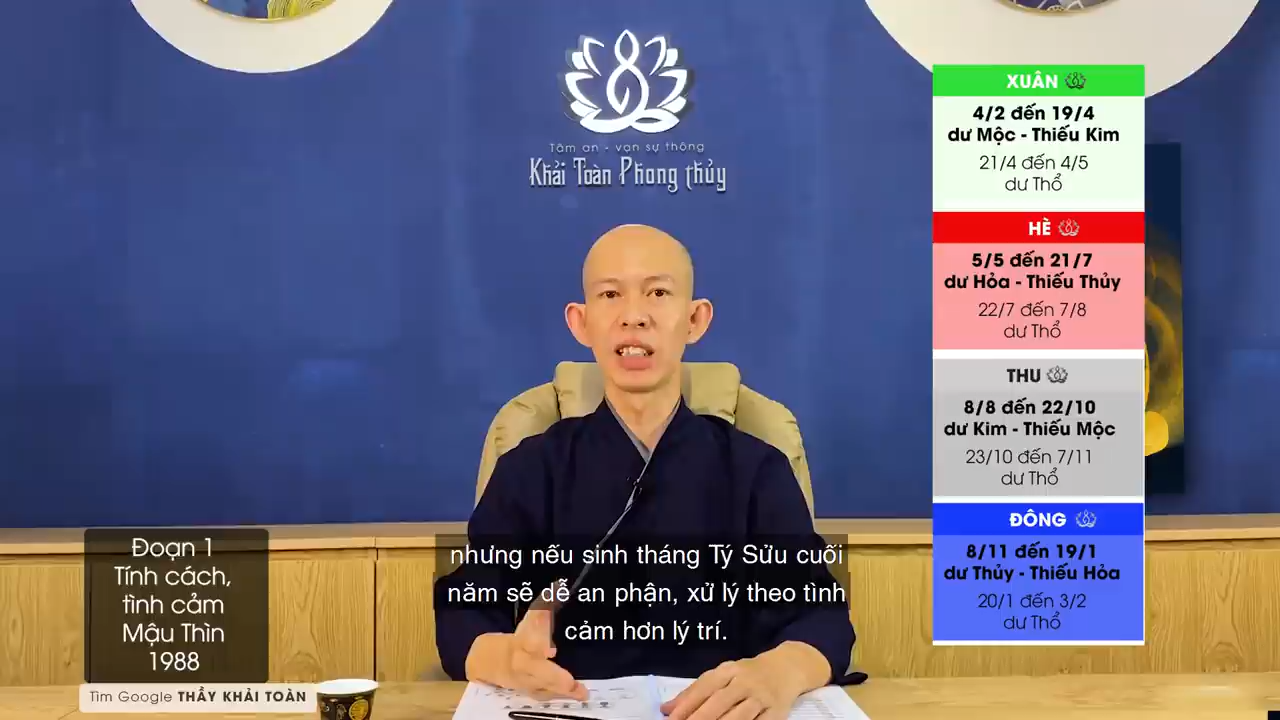 Tâm an - vạn sự thông
Khải Toàn Phong thủy
XUÂN
4/2 đến 19/4
dư Mộc - Thiếu Kim
21/4 đến 4/5
dư Thổ
HÈ
5/5 đến 21/7
dư Hỏa - Thiếu Thủy
22/7 đến 7/8
dư Thổ
THU
8/8 đến 22/10
dư Kim - Thiếu Mộc
23/10 đến 7/11
dư Thổ
ĐÔNG
8/11 đến 19/1
dư Thủy - Thiếu Hỏa
20/1 đến 3/2
dư Thổ
Đoạn 1
Tính cách,
tình cảm
Mậu Thìn
1988
Tìm Google THẦY KHẢI TOÀN
nhưng nếu sinh tháng Tý Sửu cuối
năm sẽ dễ an phận, xử lý theo tình
cảm hơn lý trí.